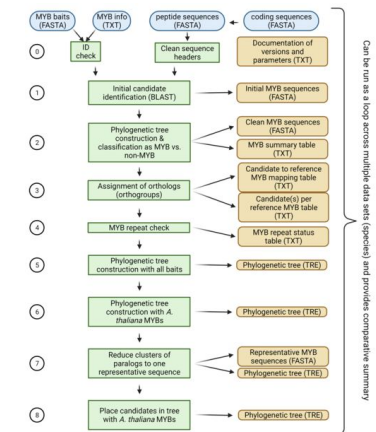 MYB baits
(FASTA)
MYB info
(TXT)
peptide sequences
(FASTA)
coding sequences
(FASTA)
0
ID
check
Clean sequence
headers
Documentation of
versions and
parameters (TXT)
1
Initial candidate
identification (BLAST)
Initial MYB sequences
(FASTA)
2
Phylogenetic tree
construction &
classification as MYB vs.
non-MYB
Clean MYB sequences
(FASTA)
MYB summary table
(TXT)
3
Assignment of orthologs
(orthogroups)
Candidate to reference
MYB mapping table
(TXT)
Candidate(s) per
reference MYB table
(TXT)
4
MYB repeat check
MYB repeat status
table (TXT)
5
Phylogenetic tree
construction with all baits
Phylogenetic tree (TRE)
6
Phylogenetic tree
construction with A.
thaliana MYBs
Phylogenetic tree (TRE)
7
Reduce clusters of
paralogs to one
representative sequence
Representative MYB
sequences (FASTA)
Phylogenetic tree (TRE)
8
Place candidates in tree
with A. thaliana MYBs
Phylogenetic tree (TRE)
Can be run as a loop across multiple data sets (species) and provides comparative summary